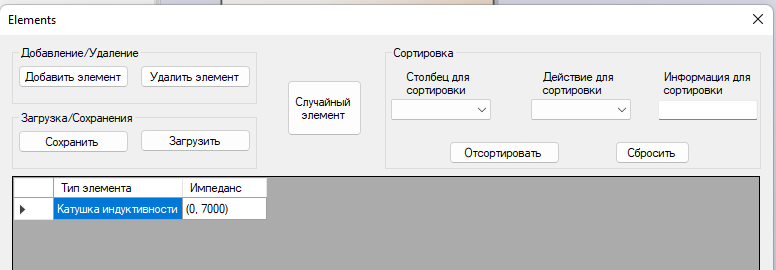 Elements
Добавление/Удаление
Добавить элемент
Удалить элемент
Загрузка/Сохранения
Сохранить
Загрузить
Случайный
элемент
Сортировка
Столбец для
сортировки
Действие для
сортировки
Информация для
сортировки
Отсортировать
Сбросить
Тип элемента
Импеданс
Катушка индуктивности
(0, 7000)